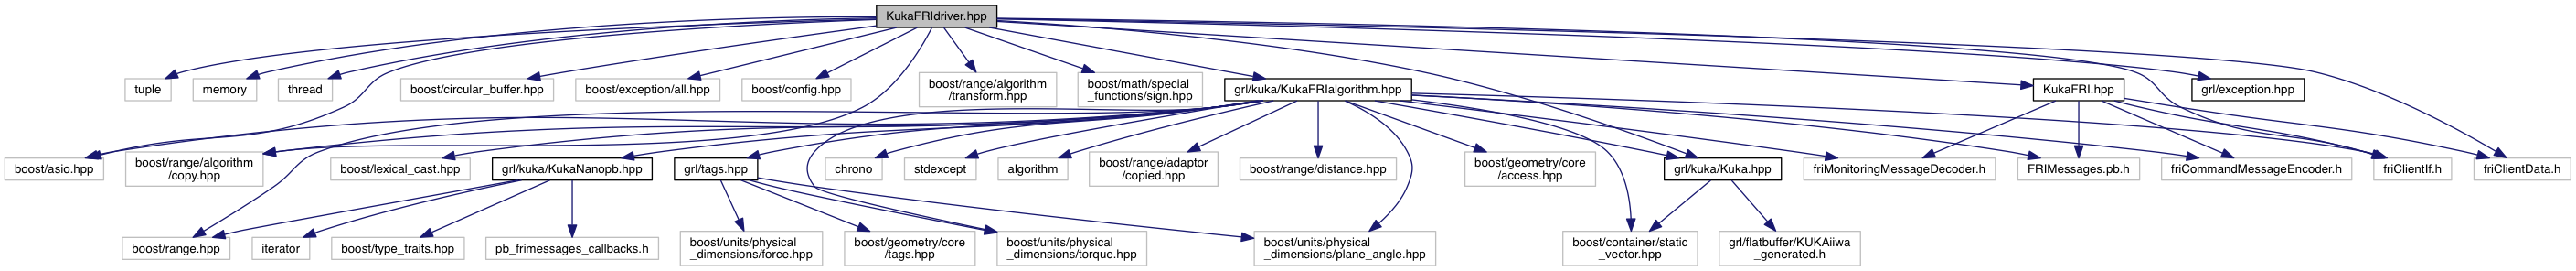 KukaFRIdriver.hpp
tuple
memory
thread
boost/circular_buffer.hpp
boost/exception/all.hpp
boost/config.hpp
boost/range/algorithm
/transform.hpp
boost/math/special
_functions/sign.hpp
grl/kuka/KukaFRIalgorithm.hpp
KukaFRI.hpp
grl/exception.hpp
boost/asio.hpp
boost/range/algorithm
/copy.hpp
boost/lexical_cast.hpp
grl/kuka/KukaNanopb.hpp
grl/tags.hpp
chrono
stdexcept
algorithm
boost/range/adaptor
/copied.hpp
boost/range/distance.hpp
boost/geometry/core
/access.hpp
grl/kuka/Kuka.hpp
friMonitoringMessageDecoder.h
FRIMessages.pb.h
friCommandMessageEncoder.h
friClientIf.h
friClientData.h
boost/range.hpp
iterator
boost/type_traits.hpp
pb_frimessages_callbacks.h
boost/units/physical
_dimensions/force.hpp
boost/geometry/core
/tags.hpp
boost/units/physical
_dimensions/torque.hpp
boost/units/physical
_dimensions/plane_angle.hpp
boost/container/static
_vector.hpp
grl/flatbuffer/KUKAiiwa
_generated.h